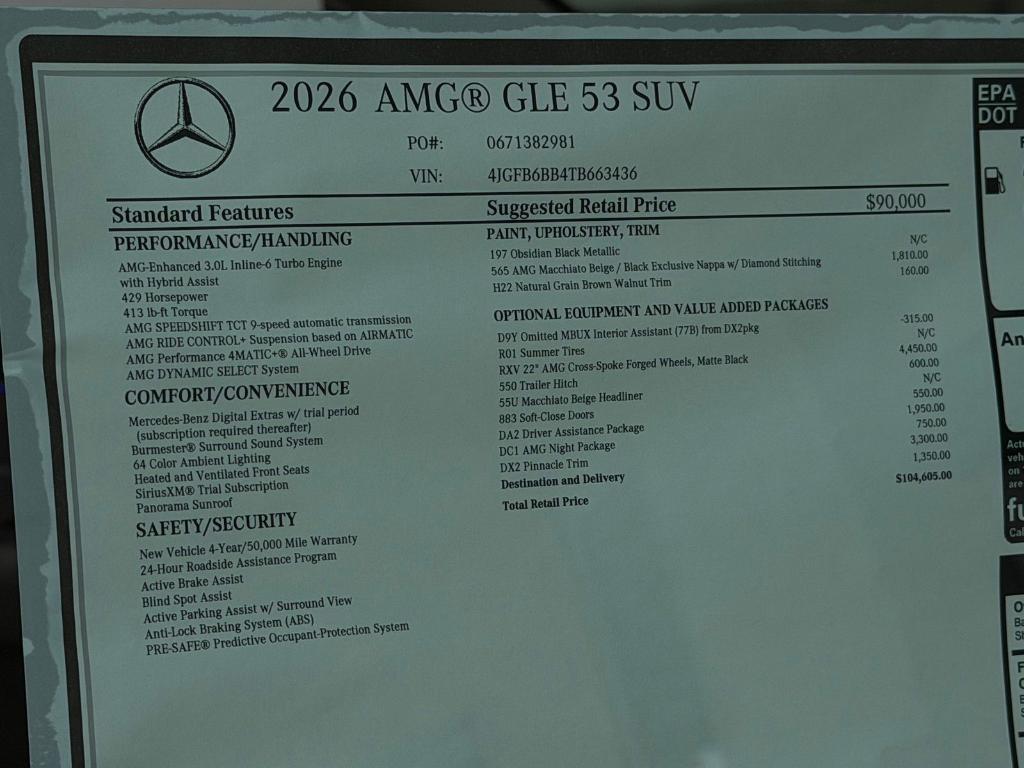 2026 AMG® GLE 53 SUV
PO#: 0671382981
VIN: 4JGFB6BB4TB663436
Standard Features
PERFORMANCE/HANDLING
AMG-Enhanced 3.0L Inline-6 Turbo Engine
with Hybrid Assist
429 Horsepower
413 lb-ft Torque
AMG SPEEDSHIFT TCT 9-speed automatic transmission
AMG RIDE CONTROL+ Suspension based on AIRMATIC
AMG Performance 4MATIC+® All-Wheel Drive
AMG DYNAMIC SELECT System
COMFORT/CONVENIENCE
Mercedes-Benz Digital Extras w/ trial period
(subscription required thereafter)
Burmester® Surround Sound System
64 Color Ambient Lighting
Heated and Ventilated Front Seats
SiriusXM® Trial Subscription
Panorama Sunroof
SAFETY/SECURITY
New Vehicle 4-Year/50,000 Mile Warranty
24-Hour Roadside Assistance Program
Active Brake Assist
Blind Spot Assist
Active Parking Assist w/ Surround View
Anti-Lock Braking System (ABS)
PRE-SAFE® Predictive Occupant-Protection System
Suggested Retail Price $90,000
PAINT, UPHOLSTERY, TRIM
197 Obsidian Black Metallic N/C
565 AMG Macchiato Beige / Black Exclusive Nappa w/ Diamond Stitching 1,810.00
H22 Natural Grain Brown Walnut Trim 160.00
OPTIONAL EQUIPMENT AND VALUE ADDED PACKAGES
D9Y Omitted MBUX Interior Assistant (77B) from DX2pkg -315.00
R01 Summer Tires N/C
RXV 22" AMG Cross-Spoke Forged Wheels, Matte Black 4,450.00
550 Trailer Hitch 600.00
55U Macchiato Beige Headliner N/C
883 Soft-Close Doors 550.00
DA2 Driver Assistance Package 1,950.00
DC1 AMG Night Package 750.00
DX2 Pinnacle Trim 3,300.00
Destination and Delivery 1,350.00
Total Retail Price $104,605.00
EPA
DOT